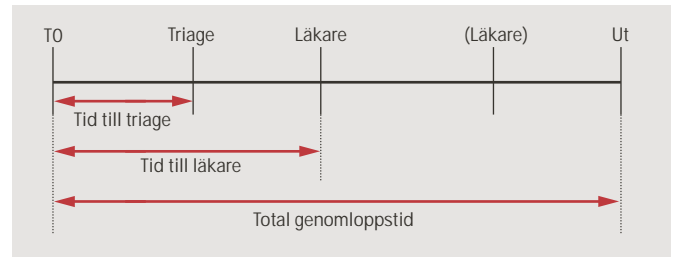 T0 Triage Läkare (Läkare) Ut
Tid till triage
Tid till läkare
Total genomloppstid